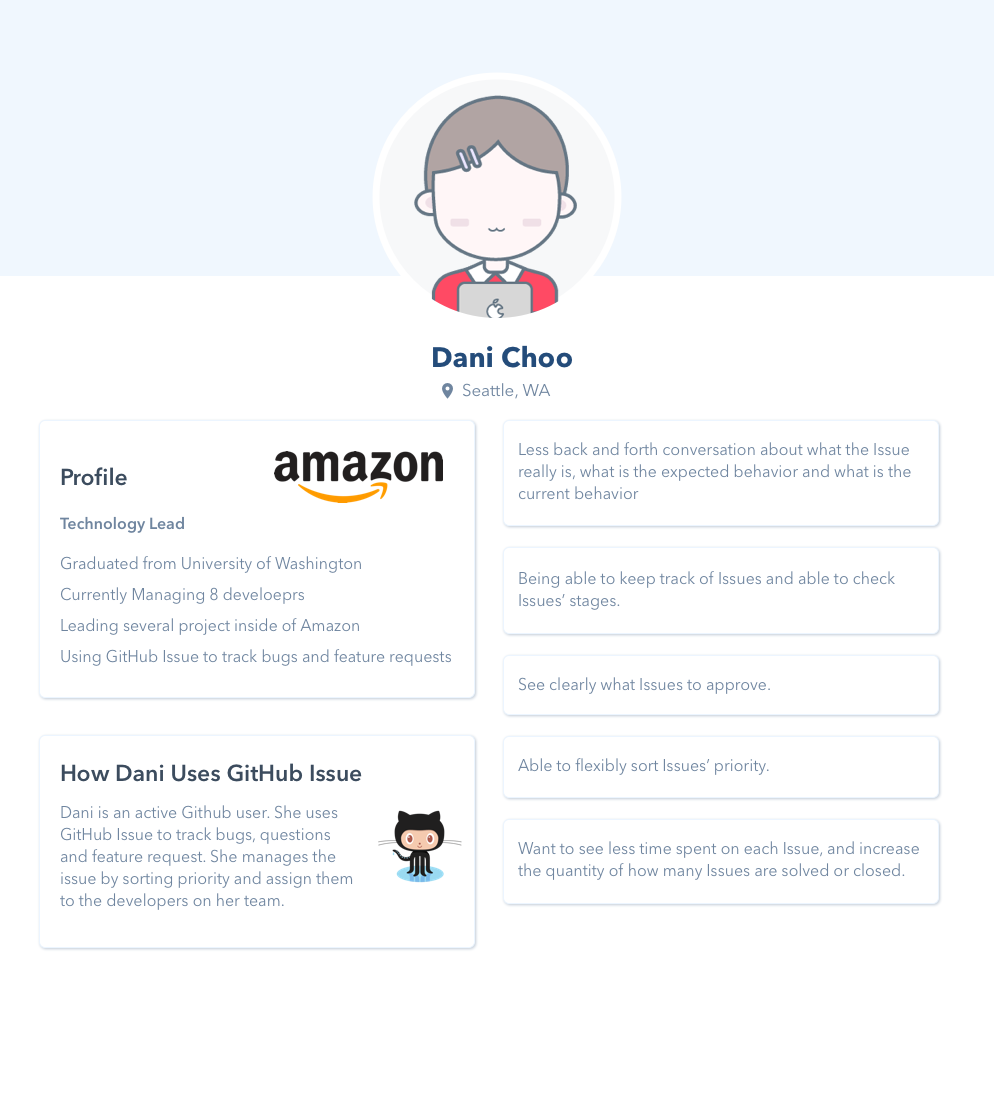 Dani Choo
Seattle, WA
Profile
amazon
Technology Lead
Graduated from University of Washington
Currently Managing 8 develoeprs
Leading several project inside of Amazon
Using GitHub Issue to track bugs and feature requests
How Dani Uses GitHub Issue
Dani is an active Github user. She uses
GitHub Issue to track bugs, questions
and feature request. She manages the
issue by sorting priority and assign them
to the developers on her team.
Less back and forth conversation about what the Issue
really is, what is the expected behavior and what is the
current behavior
Being able to keep track of Issues and able to check
Issues’ stages.
See clearly what Issues to approve.
Able to flexibly sort Issues’ priority.
Want to see less time spent on each Issue, and increase
the quantity of how many Issues are solved or closed.